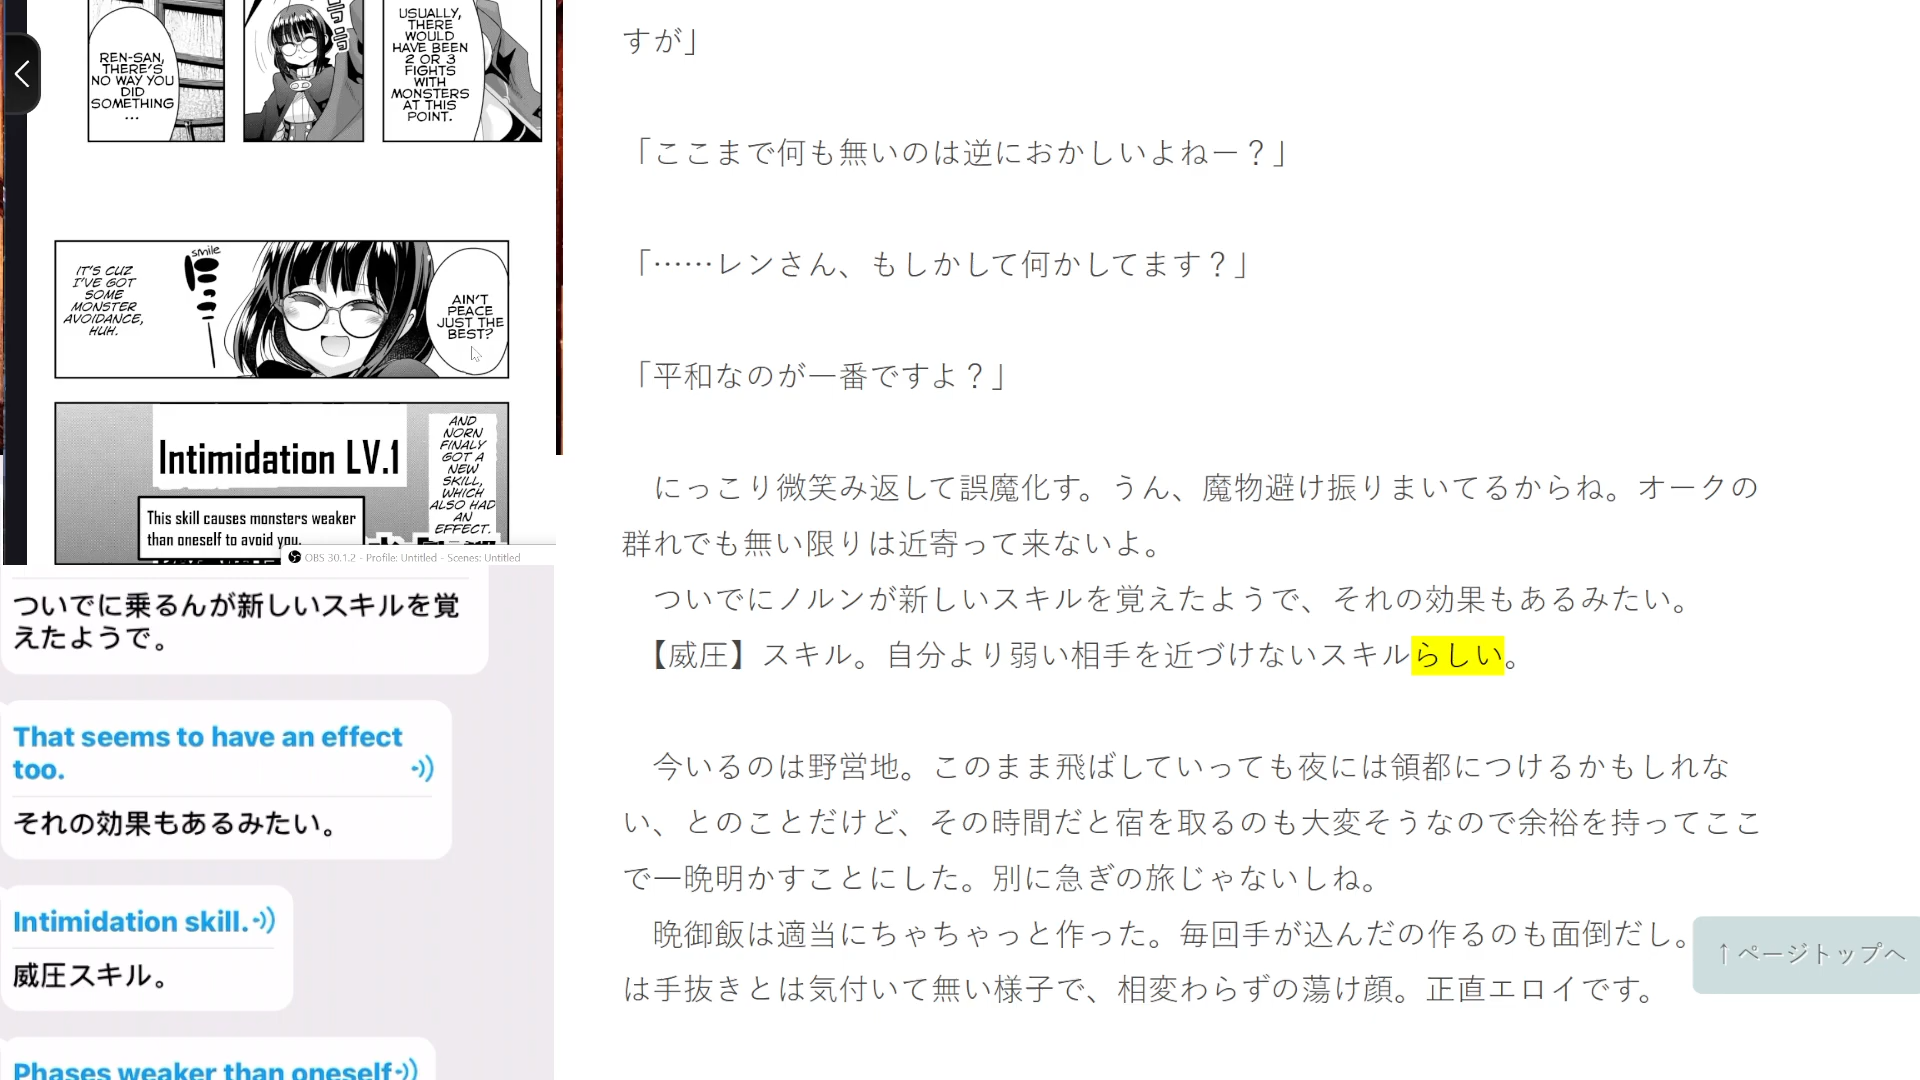 REN-SAN,
THERE'S
NO WAY YOU
DID
SOMETHING
...
USUALLY,
THERE
WOULD
HAVE BEEN
2 OR 3
FIGHTS
WITH
MONSTERS
AT THIS
POINT.
IT'S CUZ
I'VE GOT
SOME
MONSTER
AVOIDANCE,
HUH.
smile
AIN'T
PEACE
JUST THE
BEST?
Intimidation LV.1
This skill causes monsters weaker
than oneself to avoid you.
AND
NORN
FINALY
GOT A
NEW
SKILL,
WHICH
ALSO HAD
AN
EFFECT.
OBS 30.1.2 - Profile: Untitled - Scenes: Untitled
ついでに乗るんが新しいスキルを覚
えたようで。
That seems to have an effect
too.
それの効果もあるみたい。
Intimidation skill.
威圧スキル。
Phases weaker than oneself
すが」
「ここまで何も無いのは逆におかしいよねー？」
「……レンさん、もしかして何かしてます？」
「平和なのが一番ですよ？」
にっこり微笑み返して誤魔化す。うん、魔物避け振りまいてるからね。オークの
群れでも無い限りは近寄って来ないよ。
ついでにノルンが新しいスキルを覚えたようで、それの効果もあるみたい。
【威圧】スキル。自分より弱い相手を近づけないスキルらしい。
今いるのは野営地。このまま飛ばしていっても夜には領都につけるかもしれな
い、とのことだけど、その時間だと宿を取るのも大変そうなので余裕を持ってここ
で一晩明かすことにした。別に急ぎの旅じゃないしね。
晩御飯は適当にちゃちゃっと作った。毎回手が込んだの作るのも面倒だし。
は手抜きとは気付いて無い様子で、相変わらずの蕩け顔。正直エロイです。
↑ページトップへ